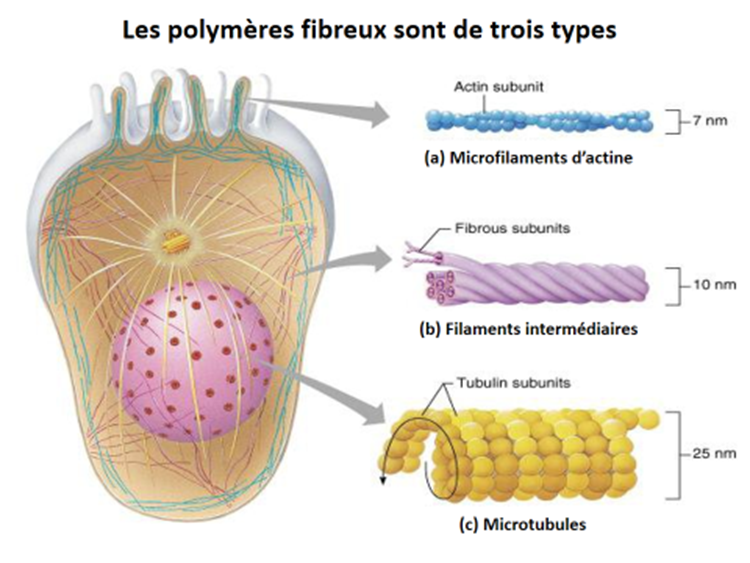 Les polymères fibreux sont de trois types
Actin subunit
7 nm
(a) Microfilaments d'actine
Fibrous subunits
10 nm
(b) Filaments intermédiaires
Tubulin subunits
25 nm
(c) Microtubules